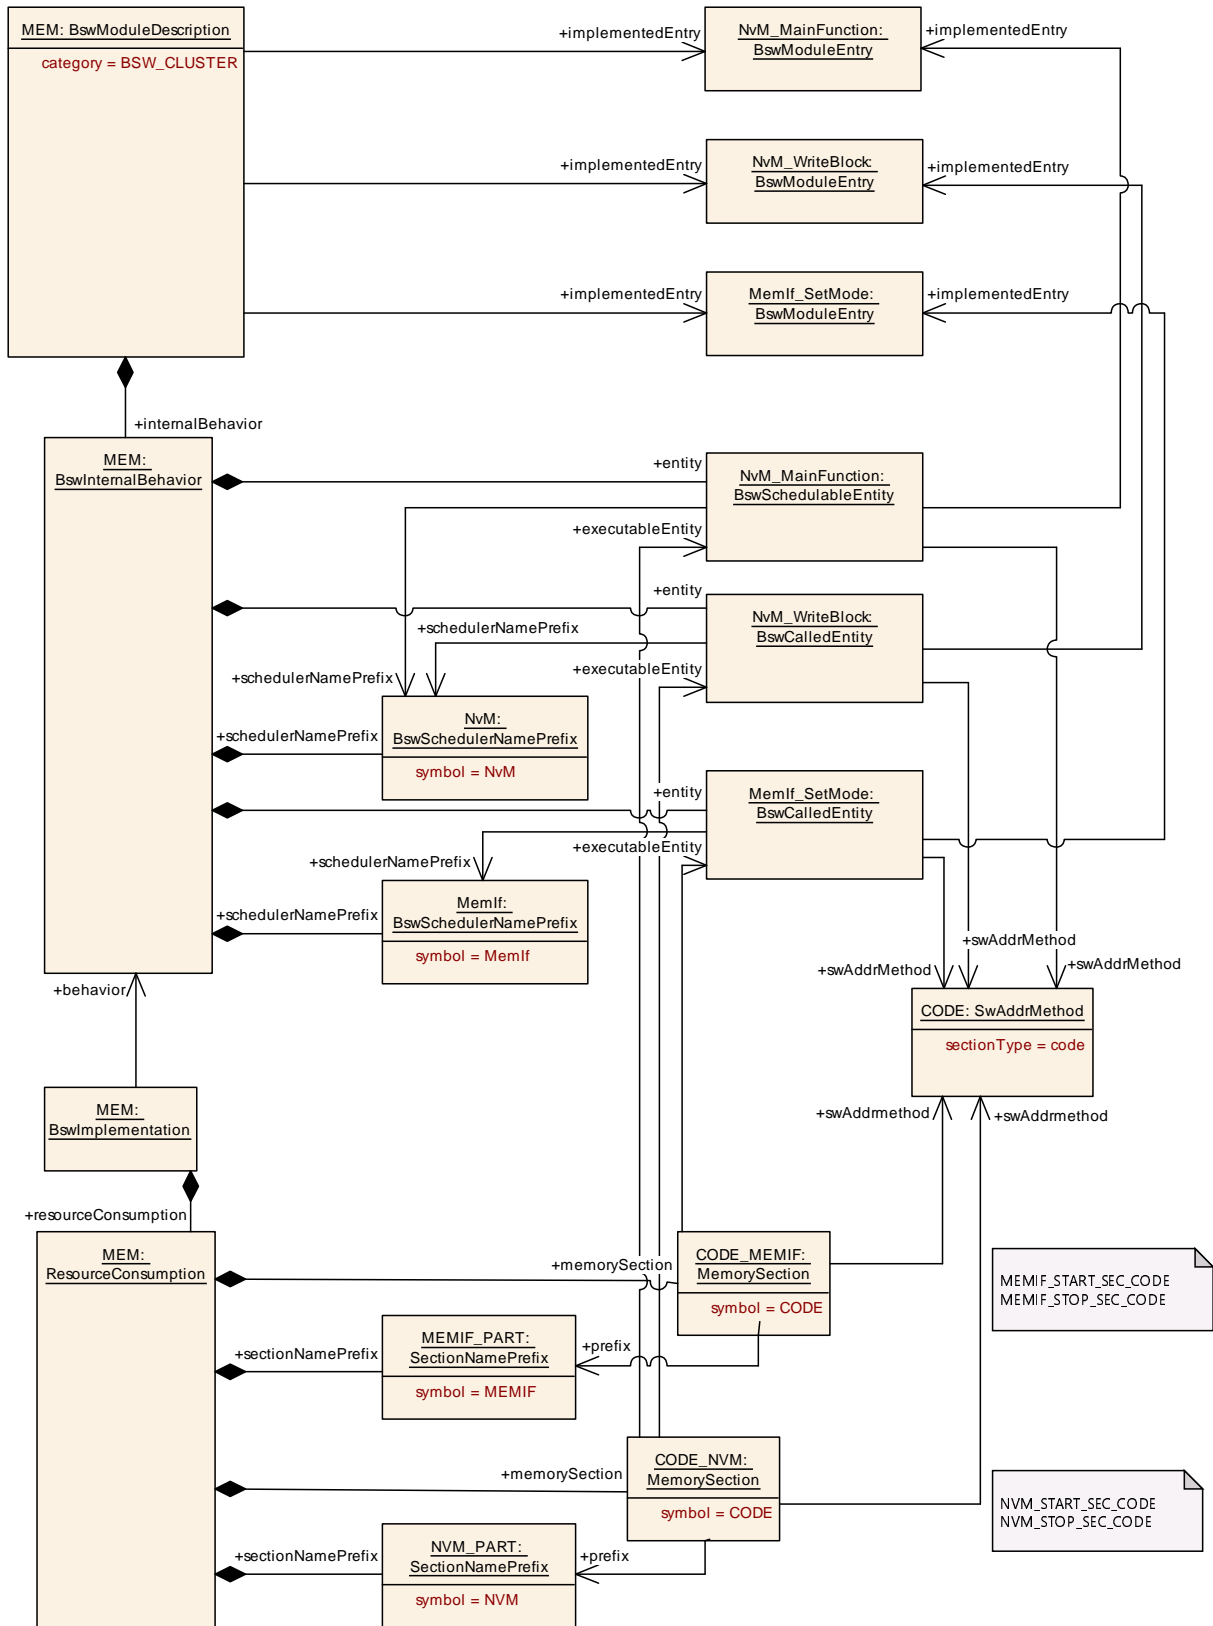 MEM: BswModuleDescription
category = BSW_CLUSTER
+implementedEntry
NvM_MainFunction:
BswModuleEntry
+implementedEntry
+implementedEntry
NvM_WriteBlock:
BswModuleEntry
+implementedEntry
+implementedEntry
MemIf_SetMode:
BswModuleEntry
+implementedEntry
+internalBehavior
MEM:
BswInternalBehavior
+entity
NvM_MainFunction:
BswSchedulableEntity
+executableEntity
+entity
NvM_WriteBlock:
BswCalledEntity
+schedulerNamePrefix
+executableEntity
+schedulerNamePrefix
NvM:
BswSchedulerNamePrefix
symbol = NvM
+schedulerNamePrefix
+entity
MemIf_SetMode:
BswCalledEntity
+executableEntity
+schedulerNamePrefix
MemIf:
BswSchedulerNamePrefix
symbol = MemIf
+schedulerNamePrefix
+swAddrMethod
+swAddrMethod
+swAddrMethod
+behavior
CODE: SwAddrMethod
sectionType = code
MEM:
BswImplementation
+swAddrmethod
+swAddrmethod
+resourceConsumption
MEM:
ResourceConsumption
+memorySection
CODE_MEMIF:
MemorySection
symbol = CODE
MEMIF_START_SEC_CODE
MEMIF_STOP_SEC_CODE
+sectionNamePrefix
MEMIF_PART:
SectionNamePrefix
symbol = MEMIF
+prefix
+memorySection
CODE_NVM:
MemorySection
symbol = CODE
NVM_START_SEC_CODE
NVM_STOP_SEC_CODE
+sectionNamePrefix
NVM_PART:
SectionNamePrefix
symbol = NVM
+prefix